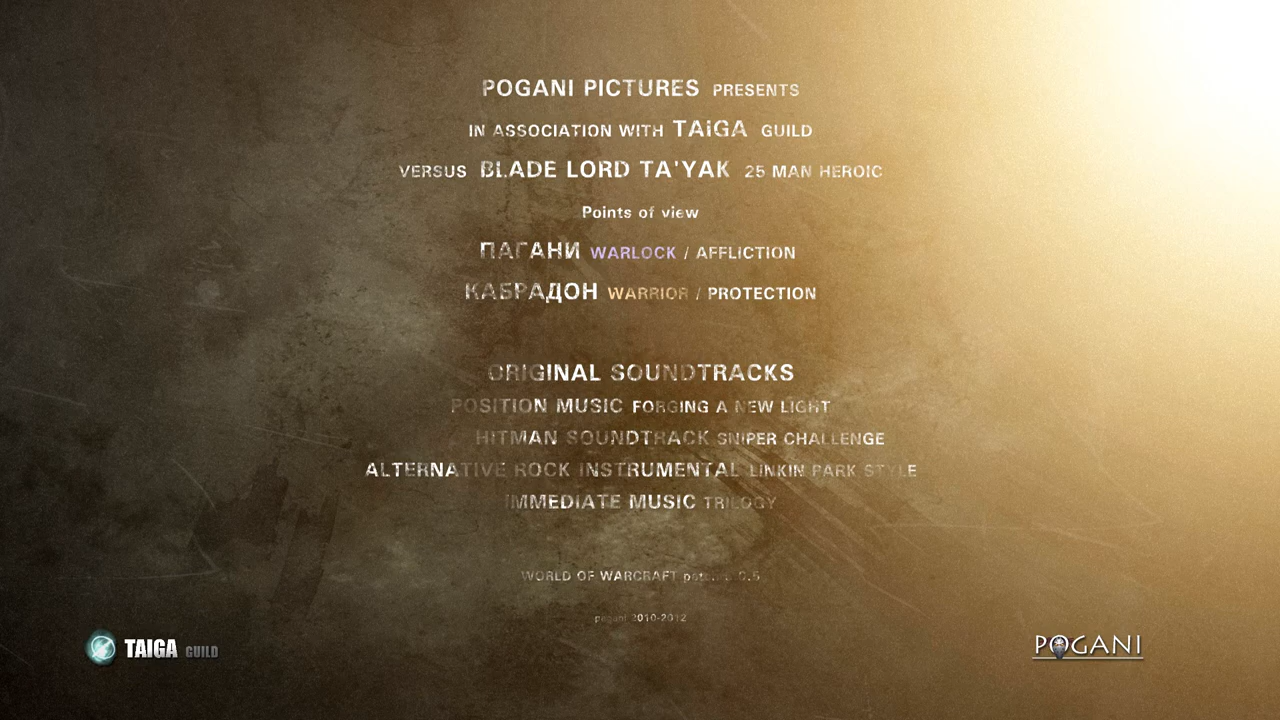 POGANI PICTURES PRESENTS
IN ASSOCIATION WITH TAiGA GUILD
VERSUS BLADE LORD TA'YAK 25 MAN HEROIC
Points of view
ПАГАНИ WARLOCK / AFFLICTION
КАБРАДОН WARRIOR / PROTECTION
ORIGINAL SOUNDTRACKS
POSITION MUSIC FORGING A NEW LIGHT
HITMAN SOUNDTRACK SNIPER CHALLENGE
ALTERNATIVE ROCK INSTRUMENTAL LINKIN PARK STYLE
IMMEDIATE MUSIC TRILOGY
WORLD OF WARCRAFT
pogani 2010-2012
TAIGA GUILD
POGANI